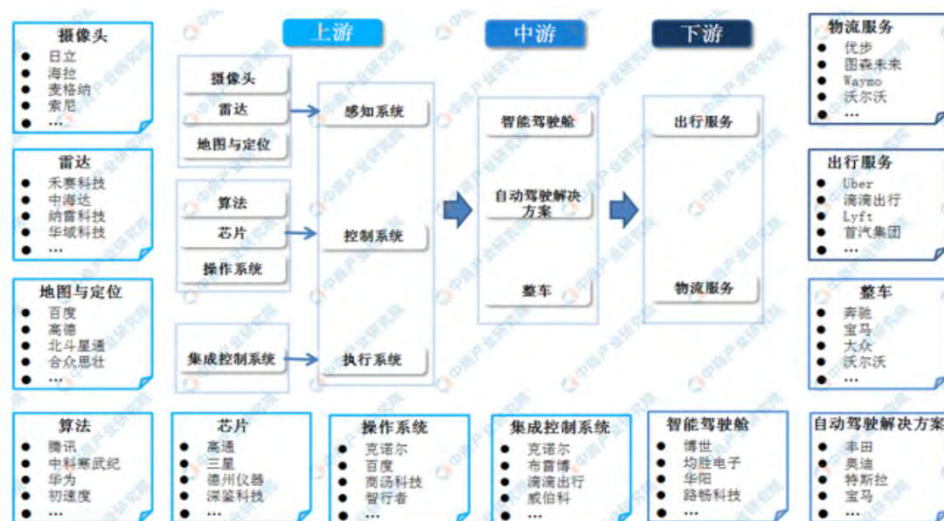 上游
中游
下游
摄像头
日立
海拉
麦格纳
索尼
...
雷达
禾赛科技
中海达
纳雷科技
华域科技
...
地图与定位
百度
高德
北斗星通
合众思壮
...
摄像头
雷达
地图与定位
算法
芯片
操作系统
集成控制系统
感知系统
控制系统
执行系统
智能驾驶舱
自动驾驶解决
方案
整车
出行服务
物流服务
物流服务
优步
图森未来
Waymo
沃尔沃
...
出行服务
Uber
滴滴出行
Lyft
首汽集团
...
整车
奔驰
宝马
大众
沃尔沃
...
算法
腾讯
中科寒武纪
华为
初速度
...
芯片
高通
三星
德州仪器
深鉴科技
...
操作系统
克诺尔
百度
商汤科技
智行者
...
集成控制系统
克诺尔
布雷博
滴滴出行
威伯科
...
智能驾驶舱
博世
均胜电子
华阳
路畅科技
...
自动驾驶解决方案
丰田
奥迪
特斯拉
宝马
...
中商产业研究院